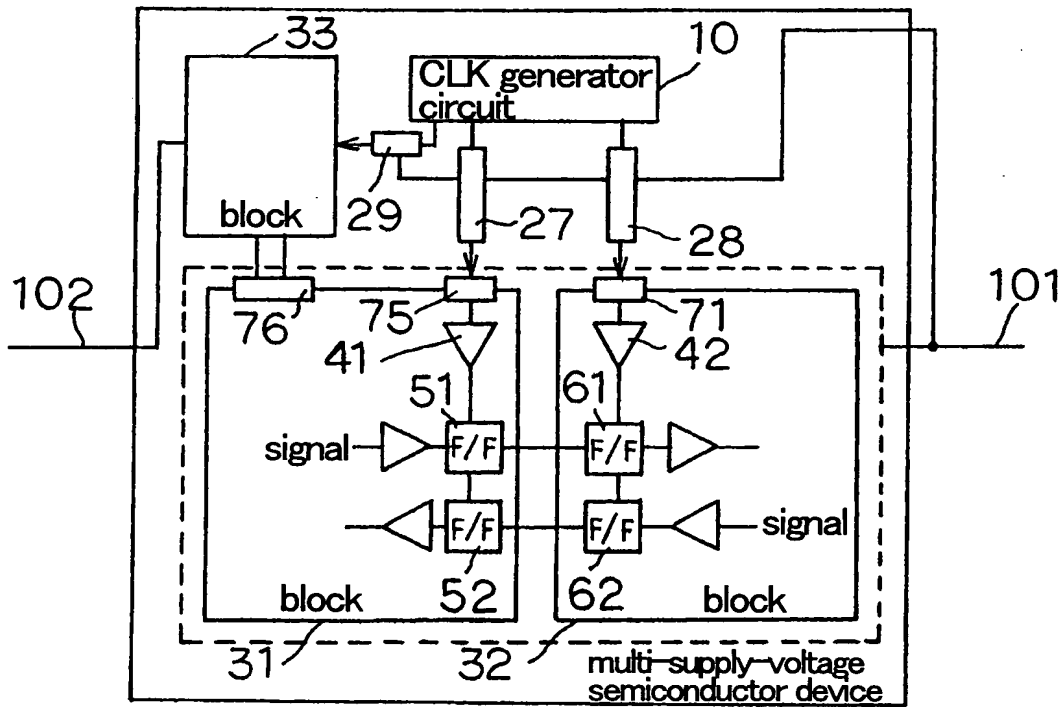 33
10
CLK generator
circuit
29
block
27
28
102
101
76
75
71
41
42
51
61
signal
F/F
F/F
F/F
F/F
signal
52
62
block
block
31
32
multi-supply-voltage
semiconductor device